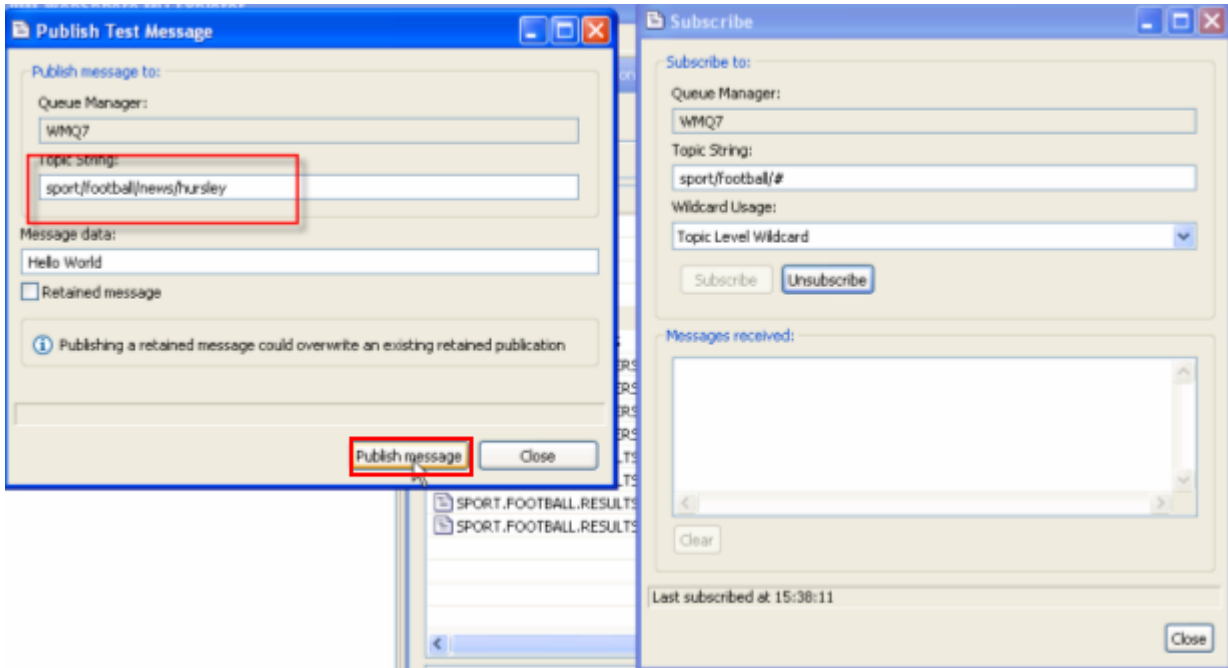 Publish Test Message
Publish message to:
Queue Manager:
WMQ7
Topic String:
sport/football/news/hursley
Message data:
Hello World
Retained message
Publishing a retained message could overwrite an existing retained publication
Publish message
Close
SPORT.FOOTBALL.RESULTS
SPORT.FOOTBALL.RESULTS
Subscribe
Subscribe to:
Queue Manager:
WMQ7
Topic String:
sport/football/#
Wildcard Usage:
Topic Level Wildcard
Subscribe
Unsubscribe
Messages received:
Clear
Last subscribed at 15:38:11
Close